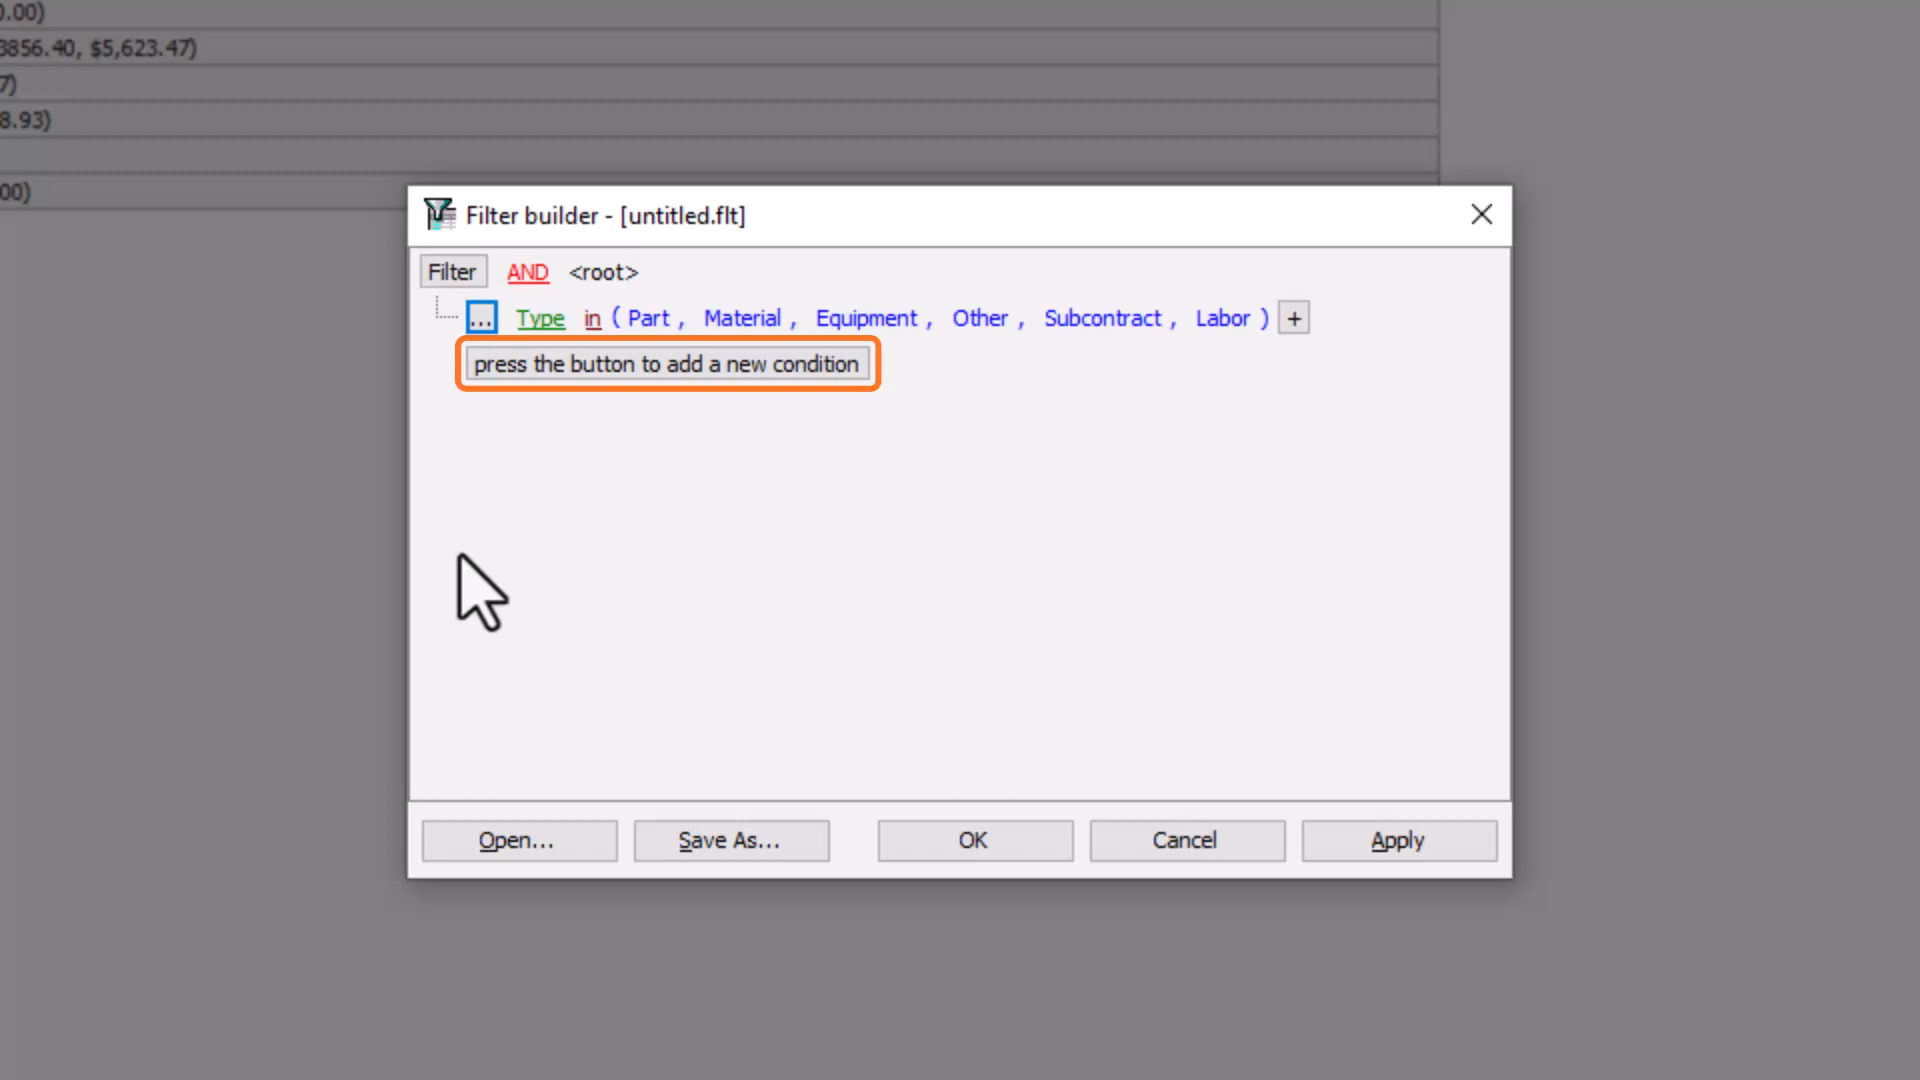 0.00)
3856.40, $5,623.47)
7)
8.93)
00)
Filter builder - [untitled.flt]
Filter AND <root>
... Type in ( Part , Material , Equipment , Other , Subcontract , Labor ) +
press the button to add a new condition
Open... Save As... OK Cancel Apply